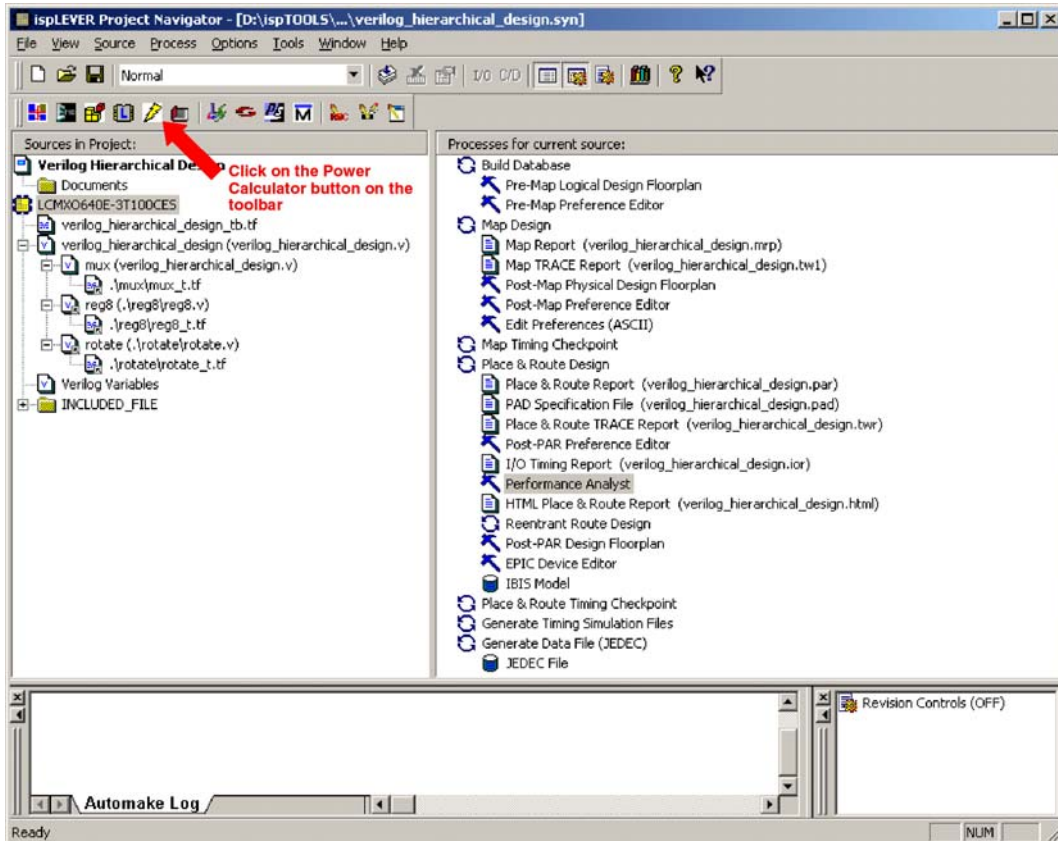 ispLEVER Project Navigator - [D:\ispTOOLS\...\verilog_hierarchical_design.syn]
File View Source Process Options Tools Window Help
Normal
I/O C/D
Sources in Project:
Verilog Hierarchical De
Documents
LCMXO640E-3T100CES
verilog_hierarchical_design_tb.tf
verilog_hierarchical_design (verilog_hierarchical_design.v)
mux (verilog_hierarchical_design.v)
.\mux\mux_t.tf
reg8 (.\reg8\reg8.v)
.\reg8\reg8_t.tf
rotate (.\rotate\rotate.v)
.\rotate\rotate_t.tf
Verilog Variables
INCLUDED_FILE
Click on the Power
Calculator button on the
toolbar
Processes for current source:
Build Database
Pre-Map Logical Design Floorplan
Pre-Map Preference Editor
Map Design
Map Report (verilog_hierarchical_design.mrp)
Map TRACE Report (verilog_hierarchical_design.tw1)
Post-Map Physical Design Floorplan
Post-Map Preference Editor
Edit Preferences (ASCII)
Map Timing Checkpoint
Place & Route Design
Place & Route Report (verilog_hierarchical_design.par)
PAD Specification File (verilog_hierarchical_design.pad)
Place & Route TRACE Report (verilog_hierarchical_design.twr)
Post-PAR Preference Editor
I/O Timing Report (verilog_hierarchical_design.ior)
Performance Analyst
HTML Place & Route Report (verilog_hierarchical_design.html)
Reentrant Route Design
Post-PAR Design Floorplan
EPIC Device Editor
IBIS Model
Place & Route Timing Checkpoint
Generate Timing Simulation Files
Generate Data File (JEDEC)
JEDEC File
Automake Log
Revision Controls (OFF)
Ready
NUM